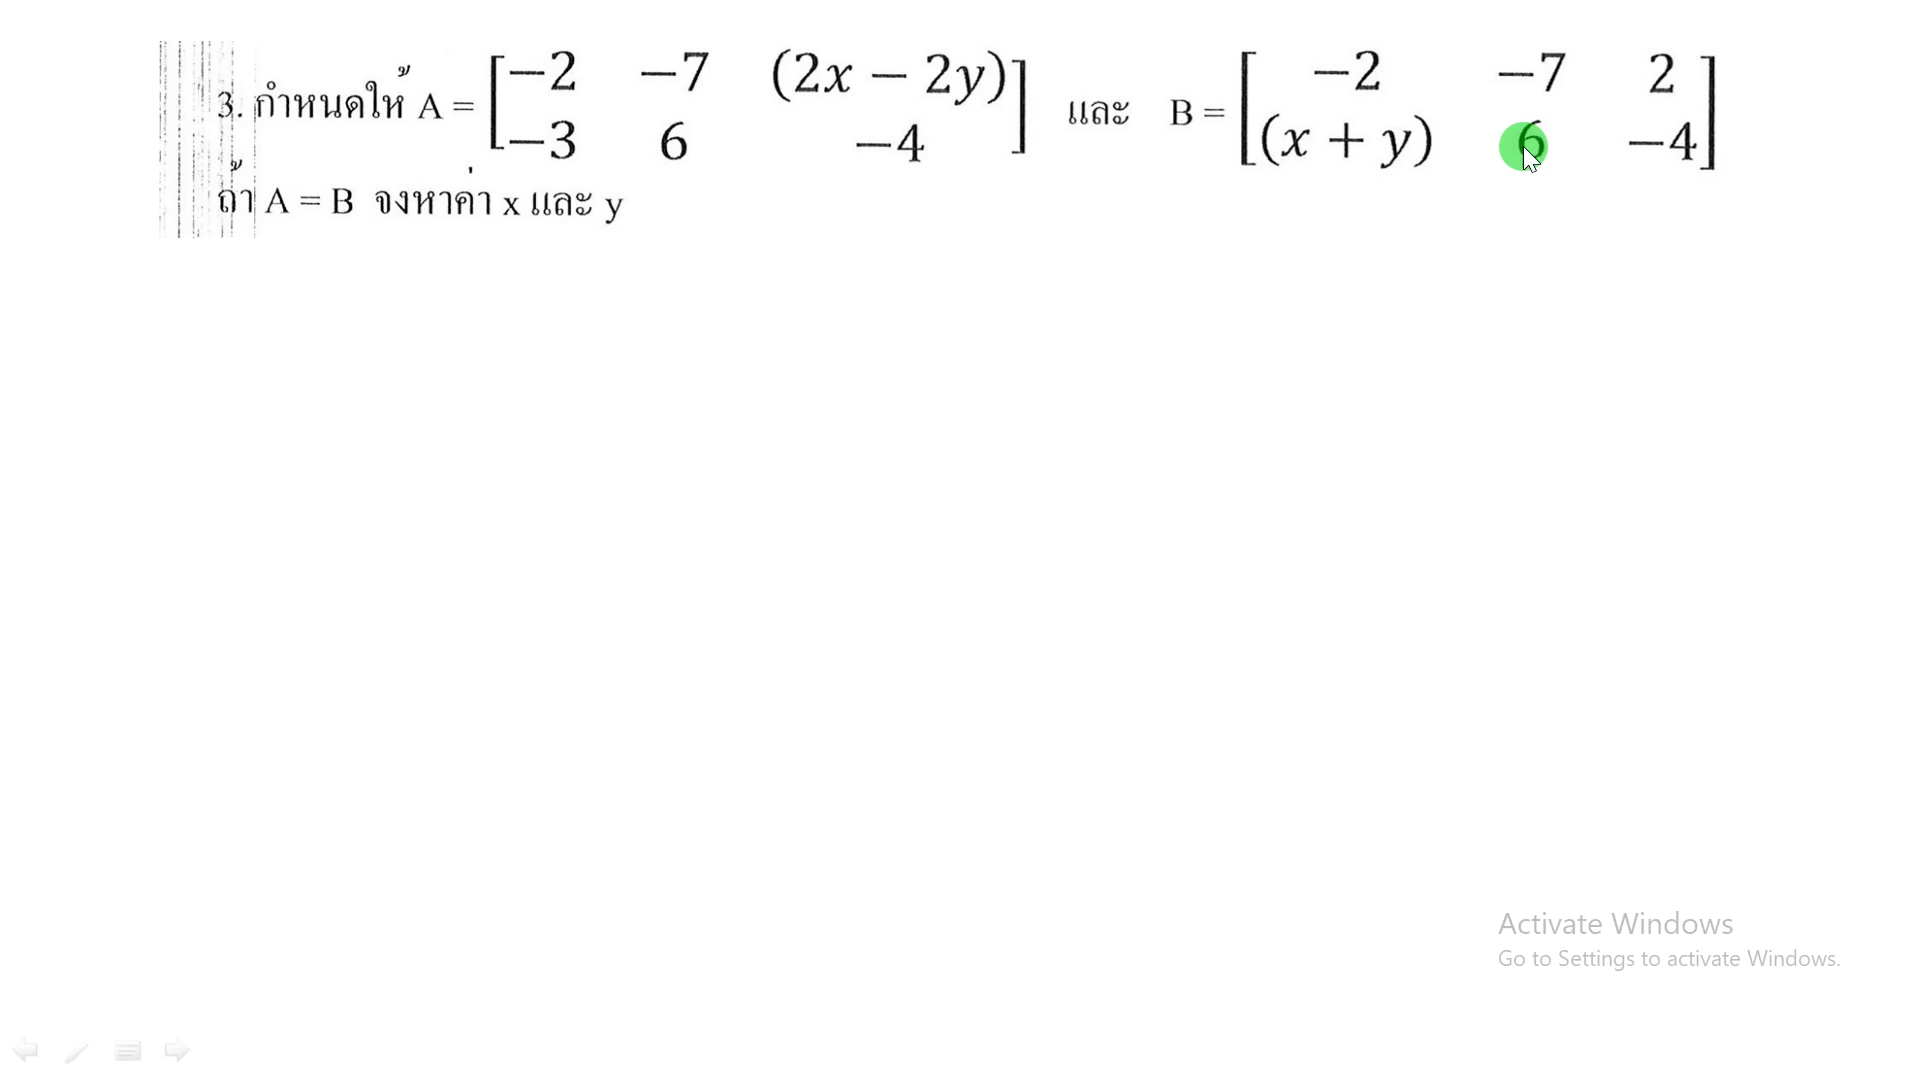 3. กำหนดให้ A = [−2 −7 (2x − 2y)] และ B = [−2 −7 2]
[−3 6 −4] [(x + y) 6 −4]
ถ้า A = B จงหาค่า x และ y
Activate Windows
Go to Settings to activate Windows.